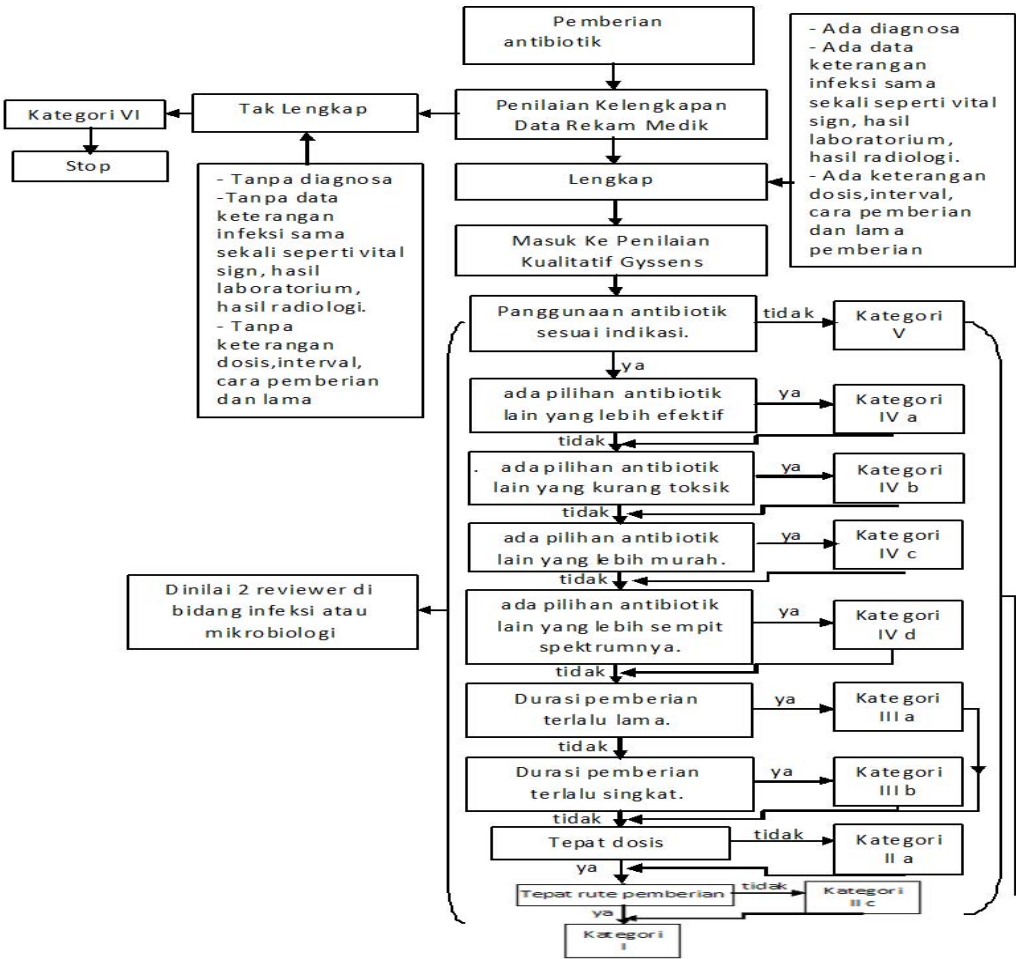 Pemberian
antibiotik
- Ada diagnosa
- Ada data
keterangan
infeksi sama
sekali seperti vital
sign, hasil
laboratorium,
hasil radiologi.
- Ada keterangan
dosis,interval,
cara pemberian
dan lama
pemberian
Penilaian Kelengkapan
Data Rekam Medik
Tak Lengkap
Kategori VI
Stop
- Tanpa diagnosa
-Tanpa data
keterangan
infeksi sama
sekali seperti vital
sign, hasil
laboratorium,
hasil radiologi.
- Tanpa
keterangan
dosis,interval,
cara pemberian
dan lama
Lengkap
Masuk Ke Penilaian
Kualitatif Gyssens
Panggunaan antibiotik
sesuai indikasi.
tidak
Kategori
V
ya
ada pilihan antibiotik
lain yang lebih efektif
ya
Kategori
IV a
tidak
. ada pilihan antibiotik
lain yang kurang toksik
ya
Kategori
IV b
tidak
ada pilihan antibiotik
lain yang lebih murah.
ya
Kategori
IV c
tidak
Dinilai 2 reviewer di
bidang infeksi atau
mikrobiologi
ada pilihan antibiotik
lain yang lebih sempit
spektrumnya.
ya
Kategori
IV d
tidak
Durasi pemberian
terlalu lama.
ya
Kategori
III a
tidak
Durasi pemberian
terlalu singkat.
ya
Kategori
III b
tidak
Tepat dosis
tidak
Kategori
II a
ya
Tepat rute pemberian
tidak
Kategori
II c
ya
Kategori
I